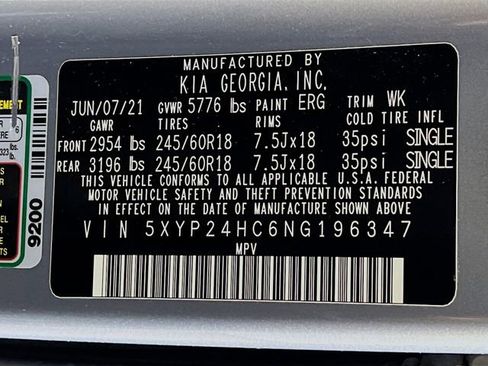 MANUFACTURED BY
KIA GEORGIA, INC.
JUN/07/21 GVWR 5776 lbs PAINT ERG TRIM WK
GAWR TIRES RIMS COLD TIRE INFL
FRONT 2954 lbs 245/60R18 7.5Jx18 35psi SINGLE
REAR 3196 lbs 245/60R18 7.5Jx18 35psi SINGLE
THIS VEHICLE CONFORMS TO ALL APPLICABLE U.S.A. FEDERAL
MOTOR VEHICLE SAFETY AND THEFT PREVENTION STANDARDS
IN EFFECT ON THE DATE OF MANUFACTURE SHOWN ABOVE.
VIN 5XYP24HC6NG196347
MPV
9200